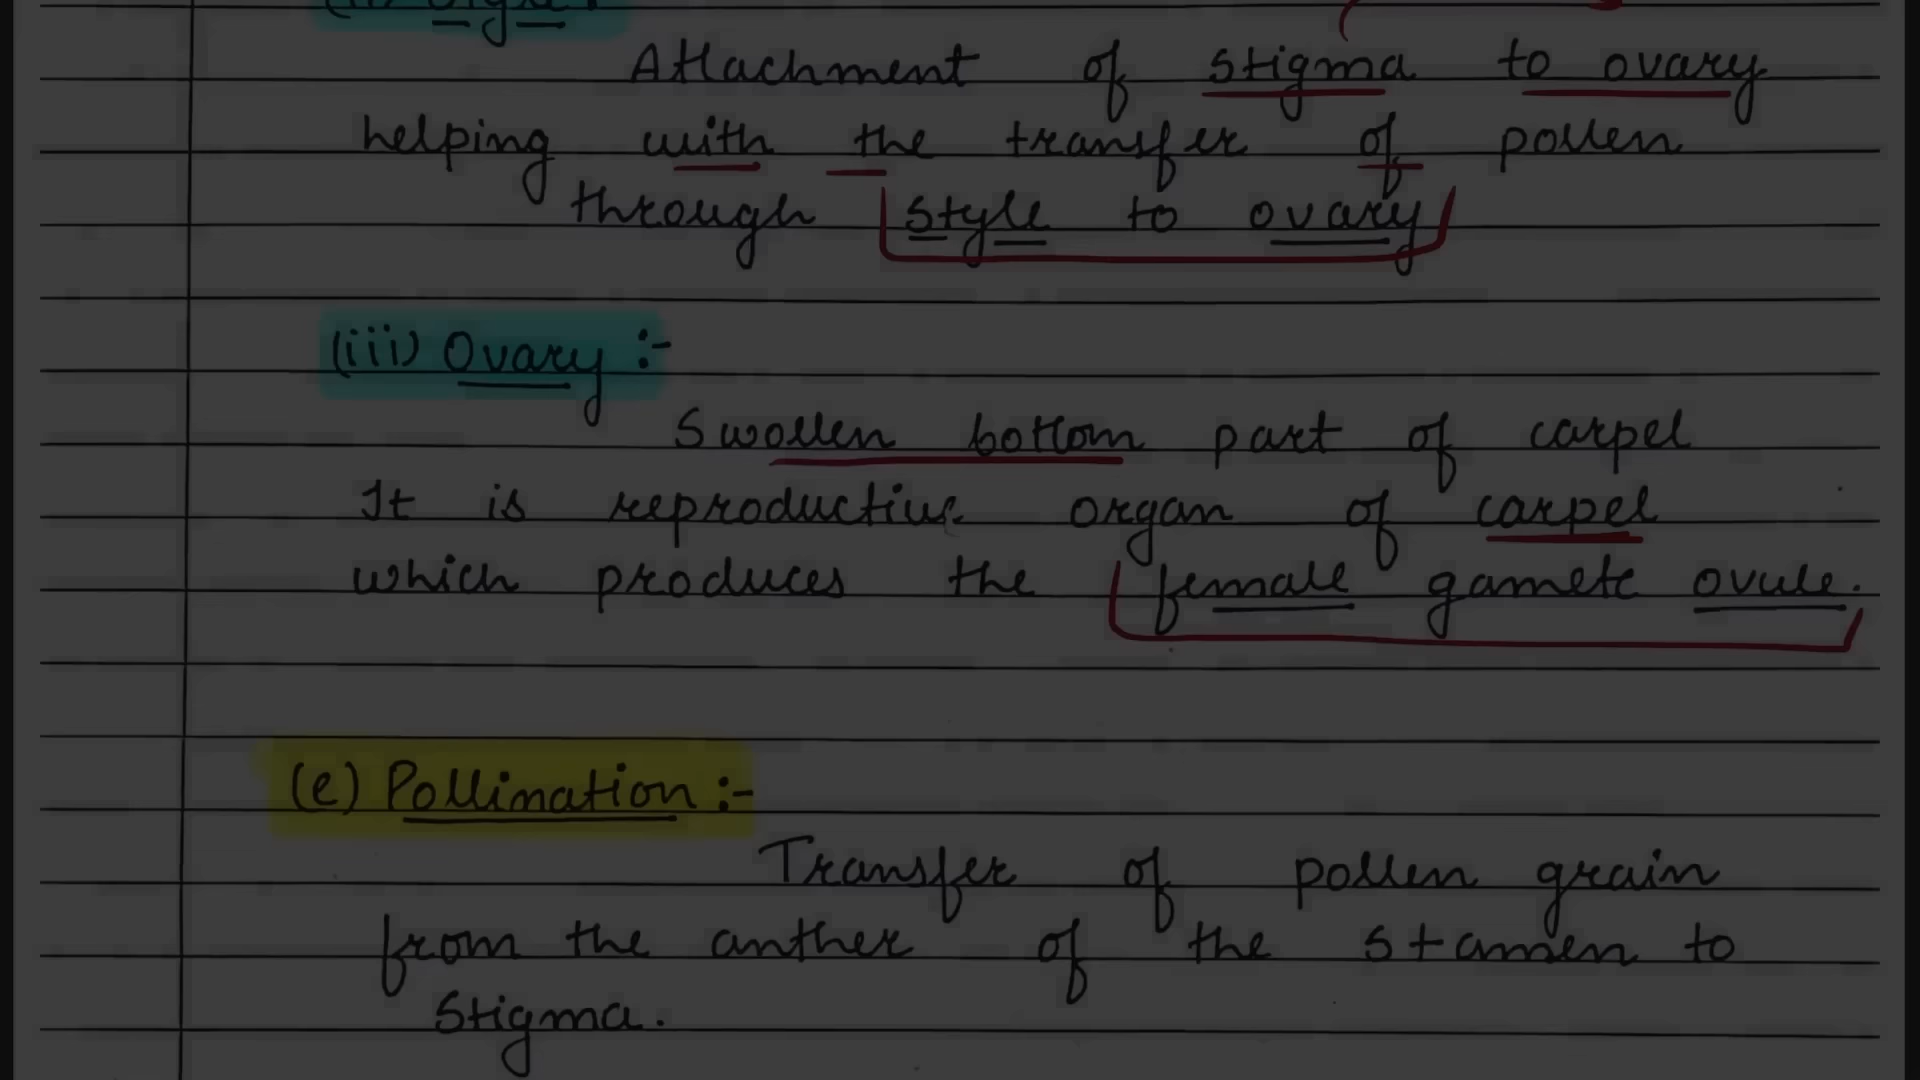 (ii) Style :
Attachment of stigma to ovary
helping with the transfer of pollen
through style to ovary
(iii) Ovary :-
Swollen bottom part of carpel
It is reproductive organ of carpel
which produces the female gamete ovule.
(e) Pollination :-
Transfer of pollen grain
from the anther of the stamen to
Stigma.